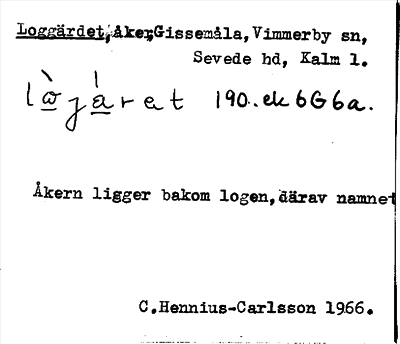 Loggärdet, åker, Gissemåla, Vimmerby sn,
Sevede hd, Kalm l.
lògárat 190. ek 6G6a.
Åkern ligger bakom logen, därav namnet
C.Hennius-Carlsson 1966.